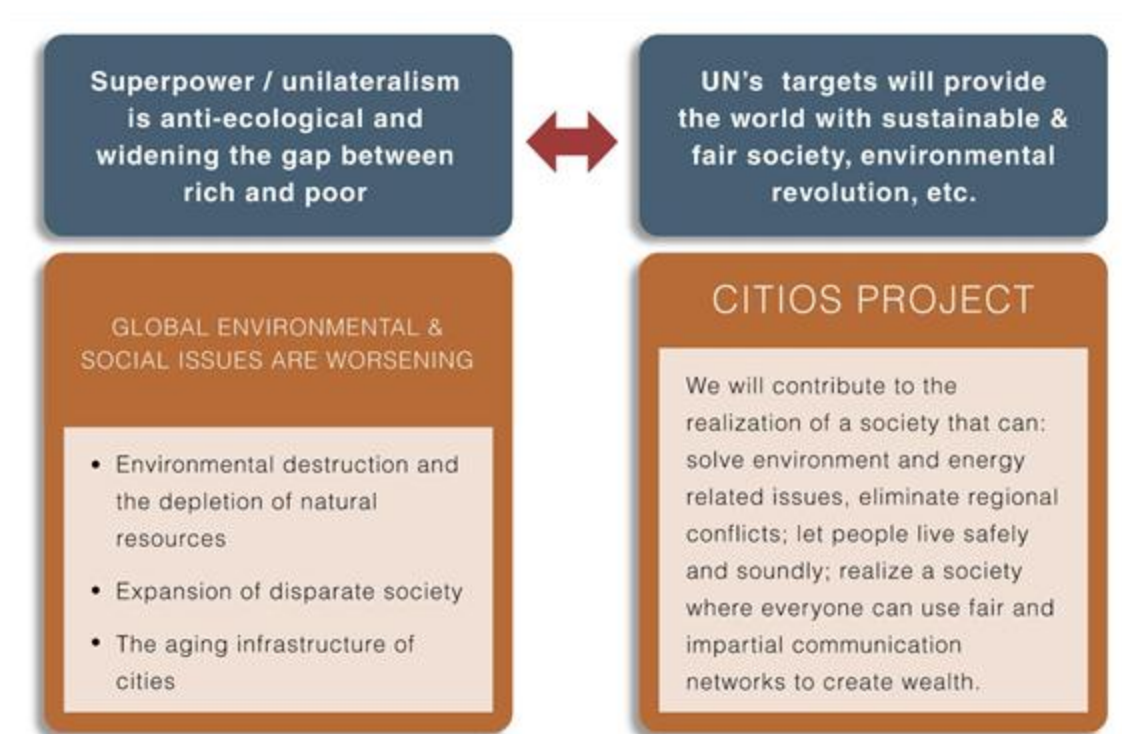 Superpower / unilateralism
is anti-ecological and
widening the gap between
rich and poor
UN's targets will provide
the world with sustainable &
fair society, environmental
revolution, etc.
GLOBAL ENVIRONMENTAL &
SOCIAL ISSUES ARE WORSENING
• Environmental destruction and
the depletion of natural
resources
• Expansion of disparate society
• The aging infrastructure of
cities
CITIOS PROJECT
We will contribute to the
realization of a society that can:
solve environment and energy
related issues, eliminate regional
conflicts; let people live safely
and soundly; realize a society
where everyone can use fair and
impartial communication
networks to create wealth.